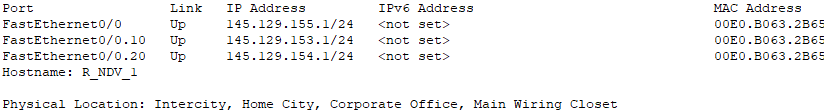 Port Link IP Address IPv6 Address MAC Address
FastEthernet0/0 Up 145.129.155.1/24 <not set> 00E0.B063.2B65
FastEthernet0/0.10 Up 145.129.153.1/24 <not set> 00E0.B063.2B65
FastEthernet0/0.20 Up 145.129.154.1/24 <not set> 00E0.B063.2B65
Hostname: R_NDV_1
Physical Location: Intercity, Home City, Corporate Office, Main Wiring Closet